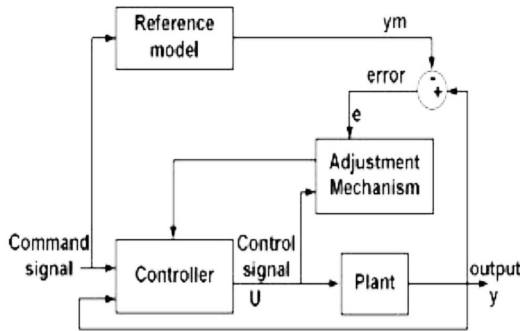 Reference
model
ym
-
+
error
e
Adjustment
Mechanism
Command
signal
Controller
Control
signal
U
Plant
output
y